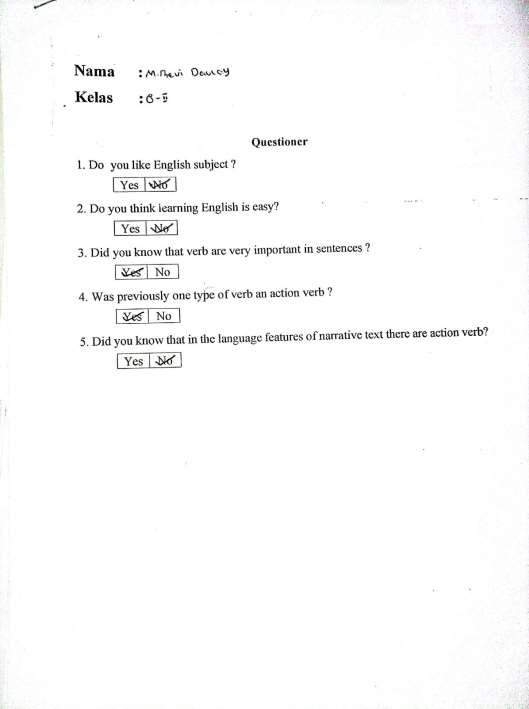 Nama : M.
Kelas : 8-5
Questioner
1. Do you like English subject ?
Yes No
2. Do you think learning English is easy?
Yes No
3. Did you know that verb are very important in sentences ?
Yes No
4. Was previously one type of verb an action verb ?
Yes No
5. Did you know that in the language features of narrative text there are action verb?
Yes No